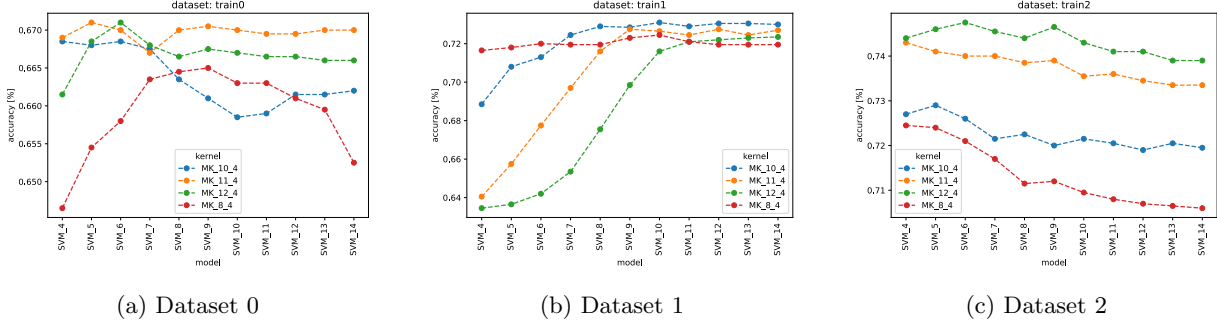 dataset: train0
accuracy [%]
0.670
0.665
0.660
0.655
0.650
kernel
MK_10_4
MK_11_4
MK_12_4
MK_8_4
SVM_4
SVM_5
SVM_6
SVM_7
SVM_8
SVM_9
SVM_10
SVM_11
SVM_12
SVM_13
SVM_14
model
(a) Dataset 0
dataset: train1
accuracy [%]
0.72
0.70
0.68
0.66
0.64
kernel
MK_10_4
MK_11_4
MK_12_4
MK_8_4
SVM_4
SVM_5
SVM_6
SVM_7
SVM_8
SVM_9
SVM_10
SVM_11
SVM_12
SVM_13
SVM_14
model
(b) Dataset 1
dataset: train2
accuracy [%]
0.74
0.73
0.72
0.71
kernel
MK_10_4
MK_11_4
MK_12_4
MK_8_4
SVM_4
SVM_5
SVM_6
SVM_7
SVM_8
SVM_9
SVM_10
SVM_11
SVM_12
SVM_13
SVM_14
model
(c) Dataset 2